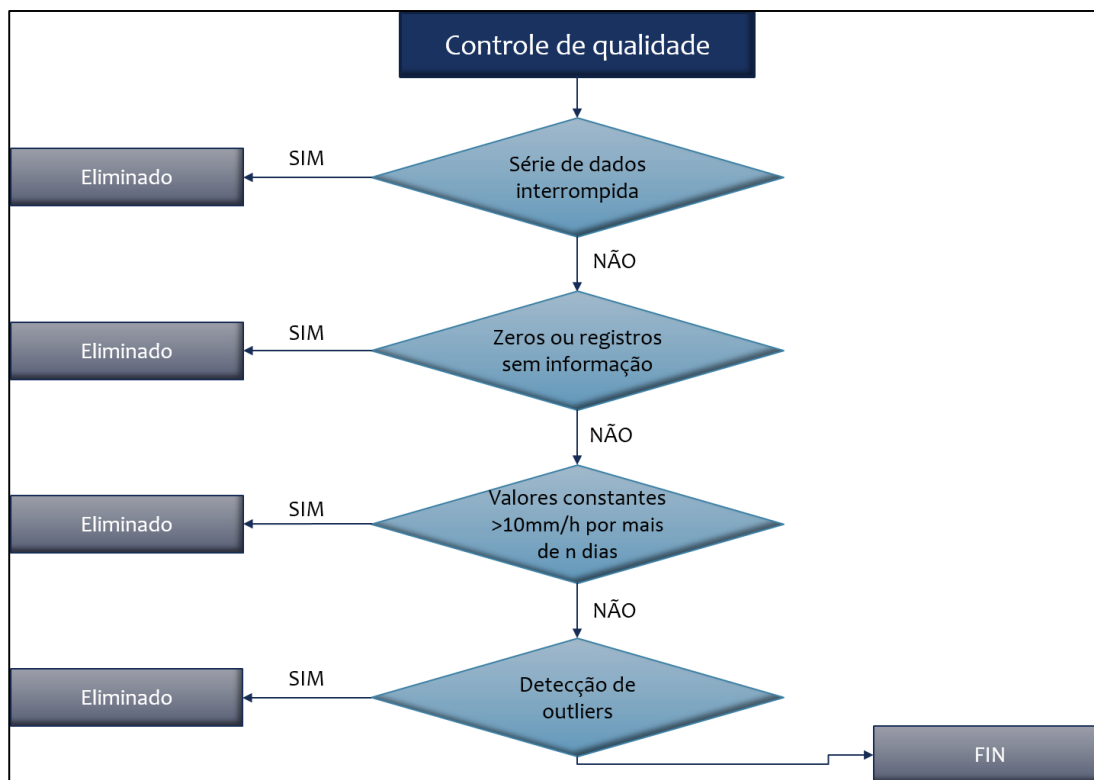 Controle de qualidade
Série de dados
interrompida
SIM
Eliminado
NÃO
Zeros ou registros
sem informação
SIM
Eliminado
NÃO
Valores constantes
>10mm/h por mais
de n dias
SIM
Eliminado
NÃO
Detecção de
outliers
SIM
Eliminado
FIN